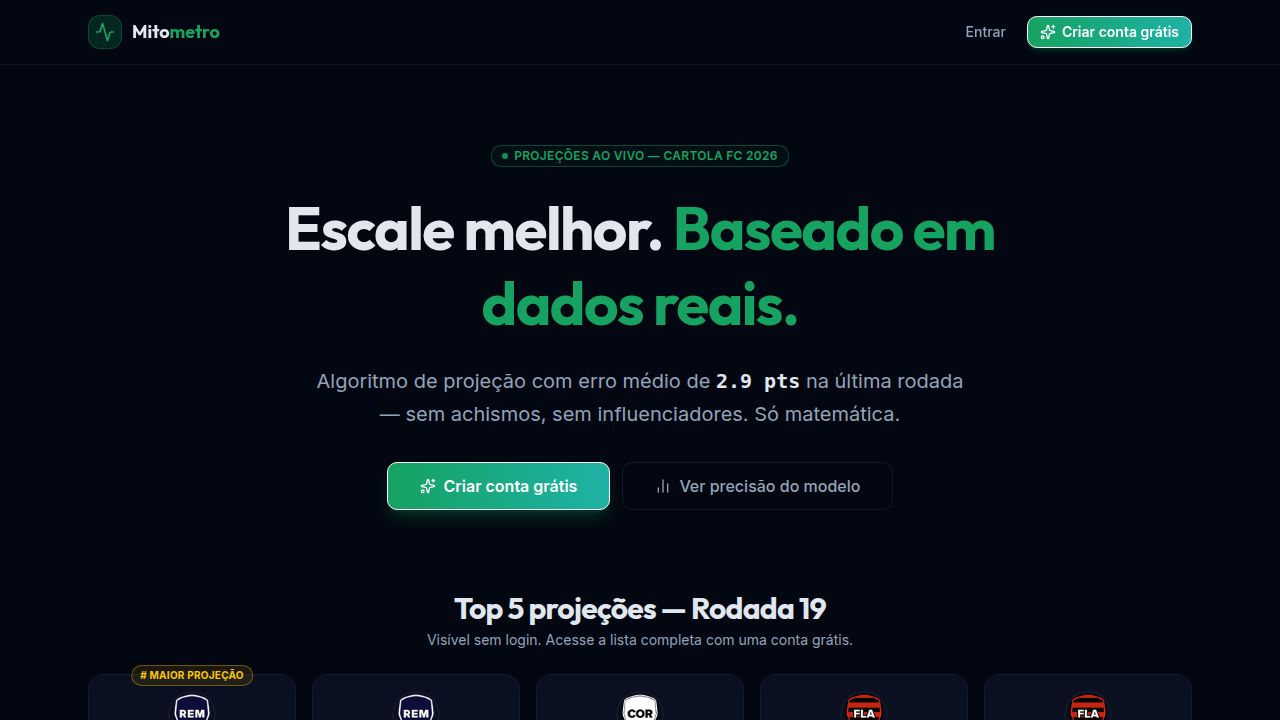 Mitometro
Entrar
Criar conta grátis
PROJEÇÕES AO VIVO — CARTOLA FC 2026
Escale melhor. Baseado em
dados reais.
Algoritmo de projeção com erro médio de 2.9 pts na última rodada
— sem achismos, sem influenciadores. Só matemática.
Criar conta grátis
Ver precisão do modelo
Top 5 projeções — Rodada 19
Visível sem login. Acesse a lista completa com uma conta grátis.
# MAIOR PROJEÇÃO
REM
REM
COR
FLA
FLA